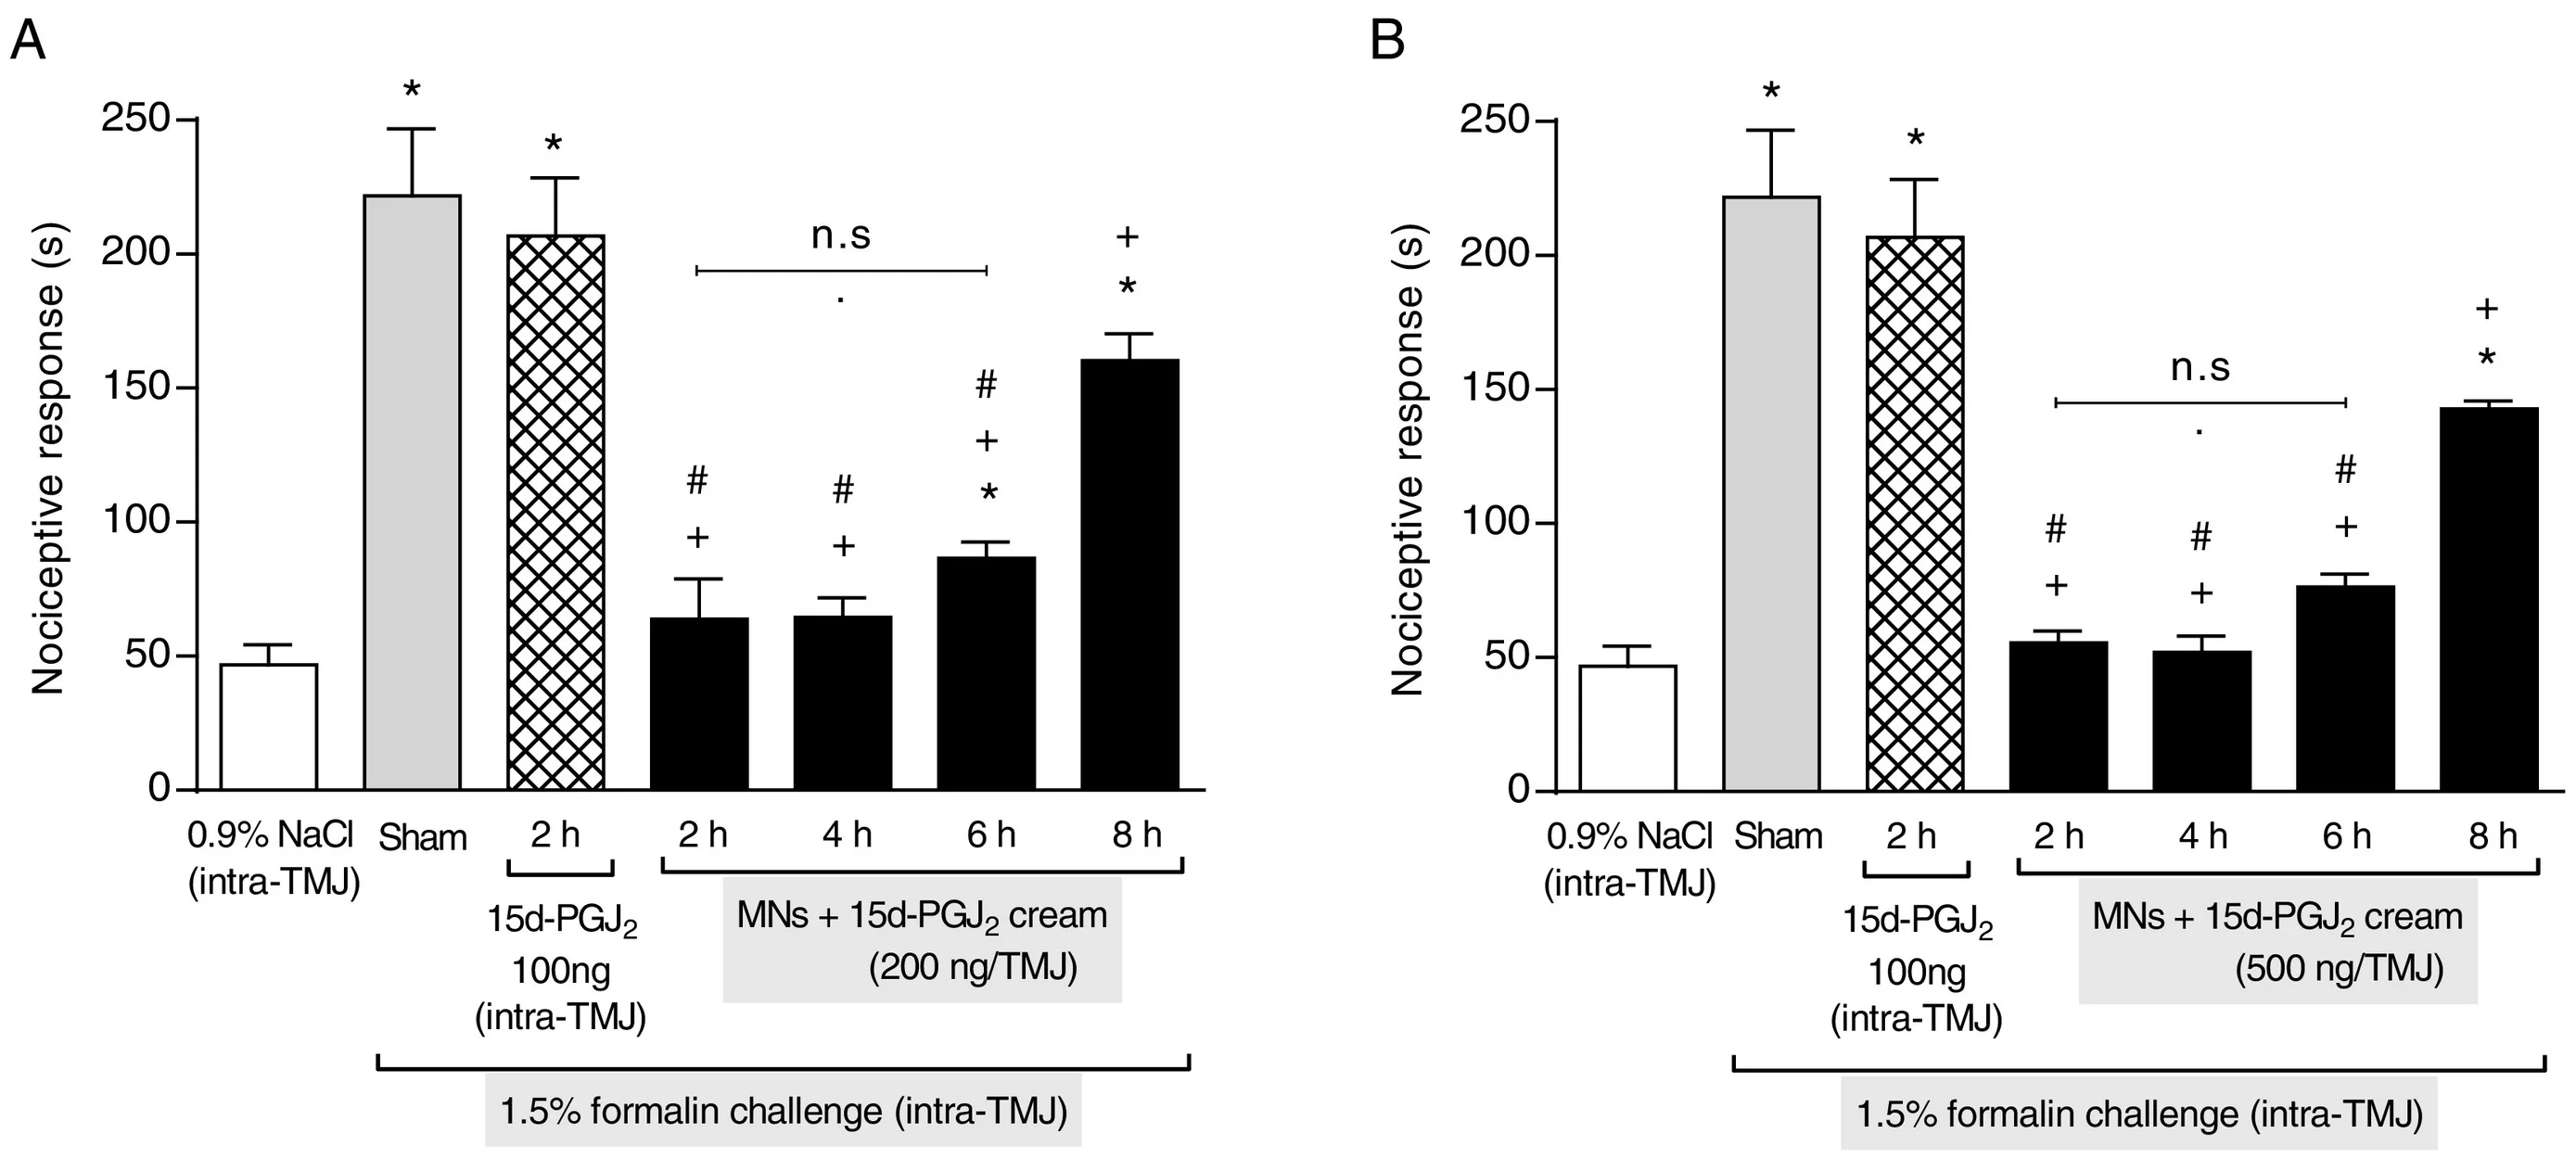 A
*
250
*
n.s
+
200
*
.
Nociceptive response (s)
150
#
+
#
#
*
100
+
+
50
0
0.9% NaCl
(intra-TMJ)
Sham
2 h
2 h
4 h
6 h
8 h
15d-PGJ2
100ng
(intra-TMJ)
MNs + 15d-PGJ2 cream
(200 ng/TMJ)
1.5% formalin challenge (intra-TMJ)
B
*
250
*
200
+
n.s
*
Nociceptive response (s)
150
.
#
#
#
+
100
+
+
50
0
0.9% NaCl
(intra-TMJ)
Sham
2 h
2 h
4 h
6 h
8 h
15d-PGJ2
100ng
(intra-TMJ)
MNs + 15d-PGJ2 cream
(500 ng/TMJ)
1.5% formalin challenge (intra-TMJ)